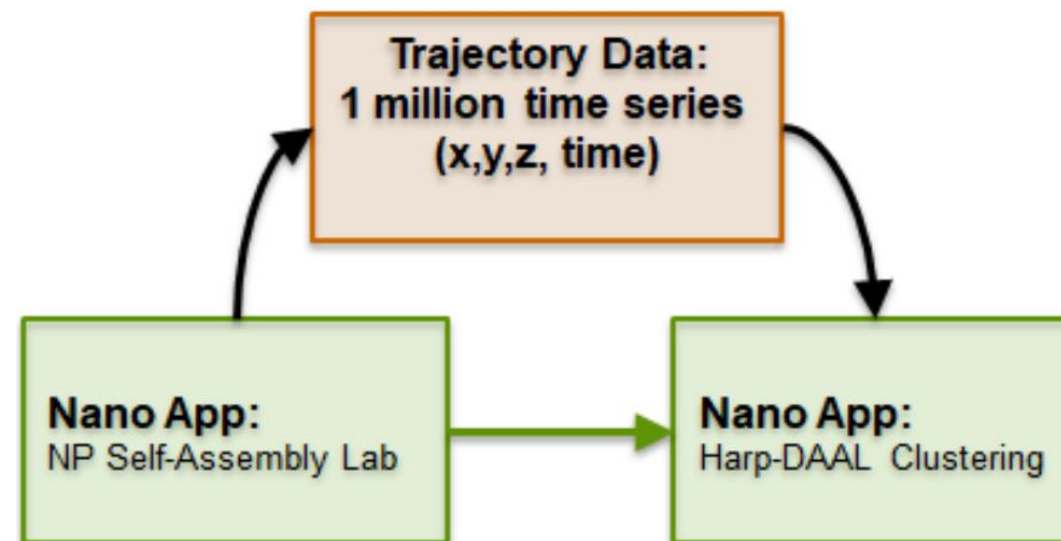 Trajectory Data:
1 million time series
(x,y,z, time)
Nano App:
NP Self-Assembly Lab
Nano App:
Harp-DAAL Clustering